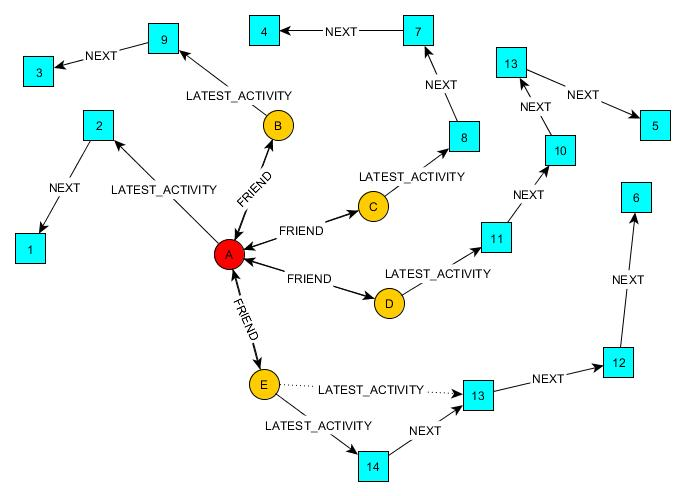 4
NEXT
7
9
NEXT
3
13
NEXT
NEXT
LATEST_ACTIVITY
5
2
B
8
NEXT
10
LATEST_ACTIVITY
NEXT
LATEST_ACTIVITY
FRIEND
NEXT
6
C
FRIEND
11
1
A
LATEST_ACTIVITY
FRIEND
NEXT
D
FRIEND
12
NEXT
E
LATEST_ACTIVITY
13
LATEST_ACTIVITY
NEXT
14